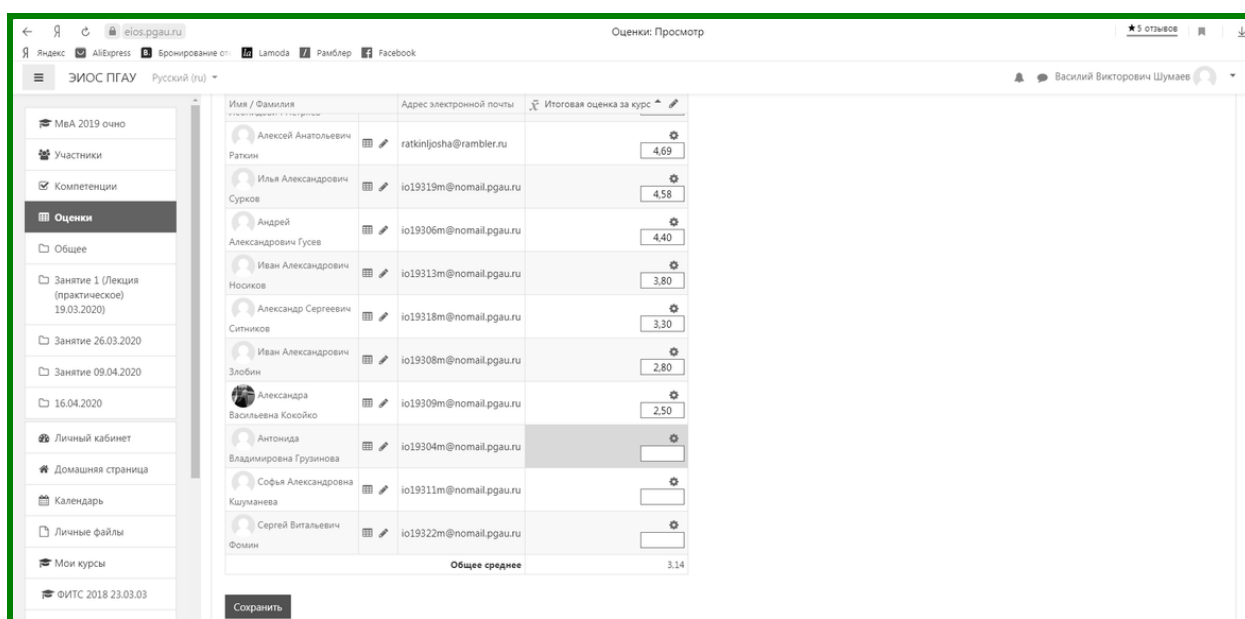 eios.pgau.ru
Оценки: Просмотр
★ 5 отзывов
Яндекс AliExpress Бронирование от Lamoda Рамблер Facebook
ЭИОС ПГАУ Русский (ru)
Василий Викторович Шумаев
МвА 2019 очно
Участники
Компетенции
Оценки
Общее
Занятие 1 (Лекция
(практическое)
19.03.2020)
Занятие 26.03.2020
Занятие 09.04.2020
16.04.2020
Личный кабинет
Домашняя страница
Календарь
Личные файлы
Мои курсы
ФИТС 2018 23.03.03
Имя / Фамилия Адрес электронной почты Итоговая оценка за курс
Алексей Анатольевич
Раткин
ratkinljosha@rambler.ru
4,69
Илья Александрович
Сурков
io19319m@nomail.pgau.ru
4,58
Андрей
Александрович Гусев
io19306m@nomail.pgau.ru
4,40
Иван Александрович
Носиков
io19313m@nomail.pgau.ru
3,80
Александр Сергеевич
Ситников
io19318m@nomail.pgau.ru
3,30
Иван Александрович
Злобин
io19308m@nomail.pgau.ru
2,80
Александра
Васильевна Кокойко
io19309m@nomail.pgau.ru
2,50
Антонида
Владимировна Грузинова
io19304m@nomail.pgau.ru
Софья Александровна
Кшуманева
io19311m@nomail.pgau.ru
Сергей Витальевич
Фомин
io19322m@nomail.pgau.ru
Общее среднее 3,14
Сохранить